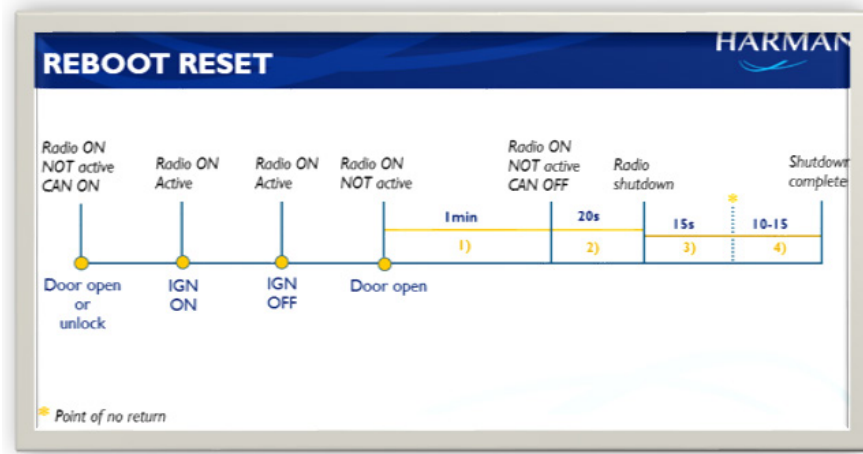 HARMAN
REBOOT RESET
Radio ON
NOT active
CAN ON
Radio ON
Active
Radio ON
Active
Radio ON
NOT active
Radio ON
NOT active
CAN OFF
Radio
shutdown
Shutdown
complete
*
1min
20s
15s
10-15
1)
2)
3)
4)
Door open
or
unlock
IGN
ON
IGN
OFF
Door open
* Point of no return